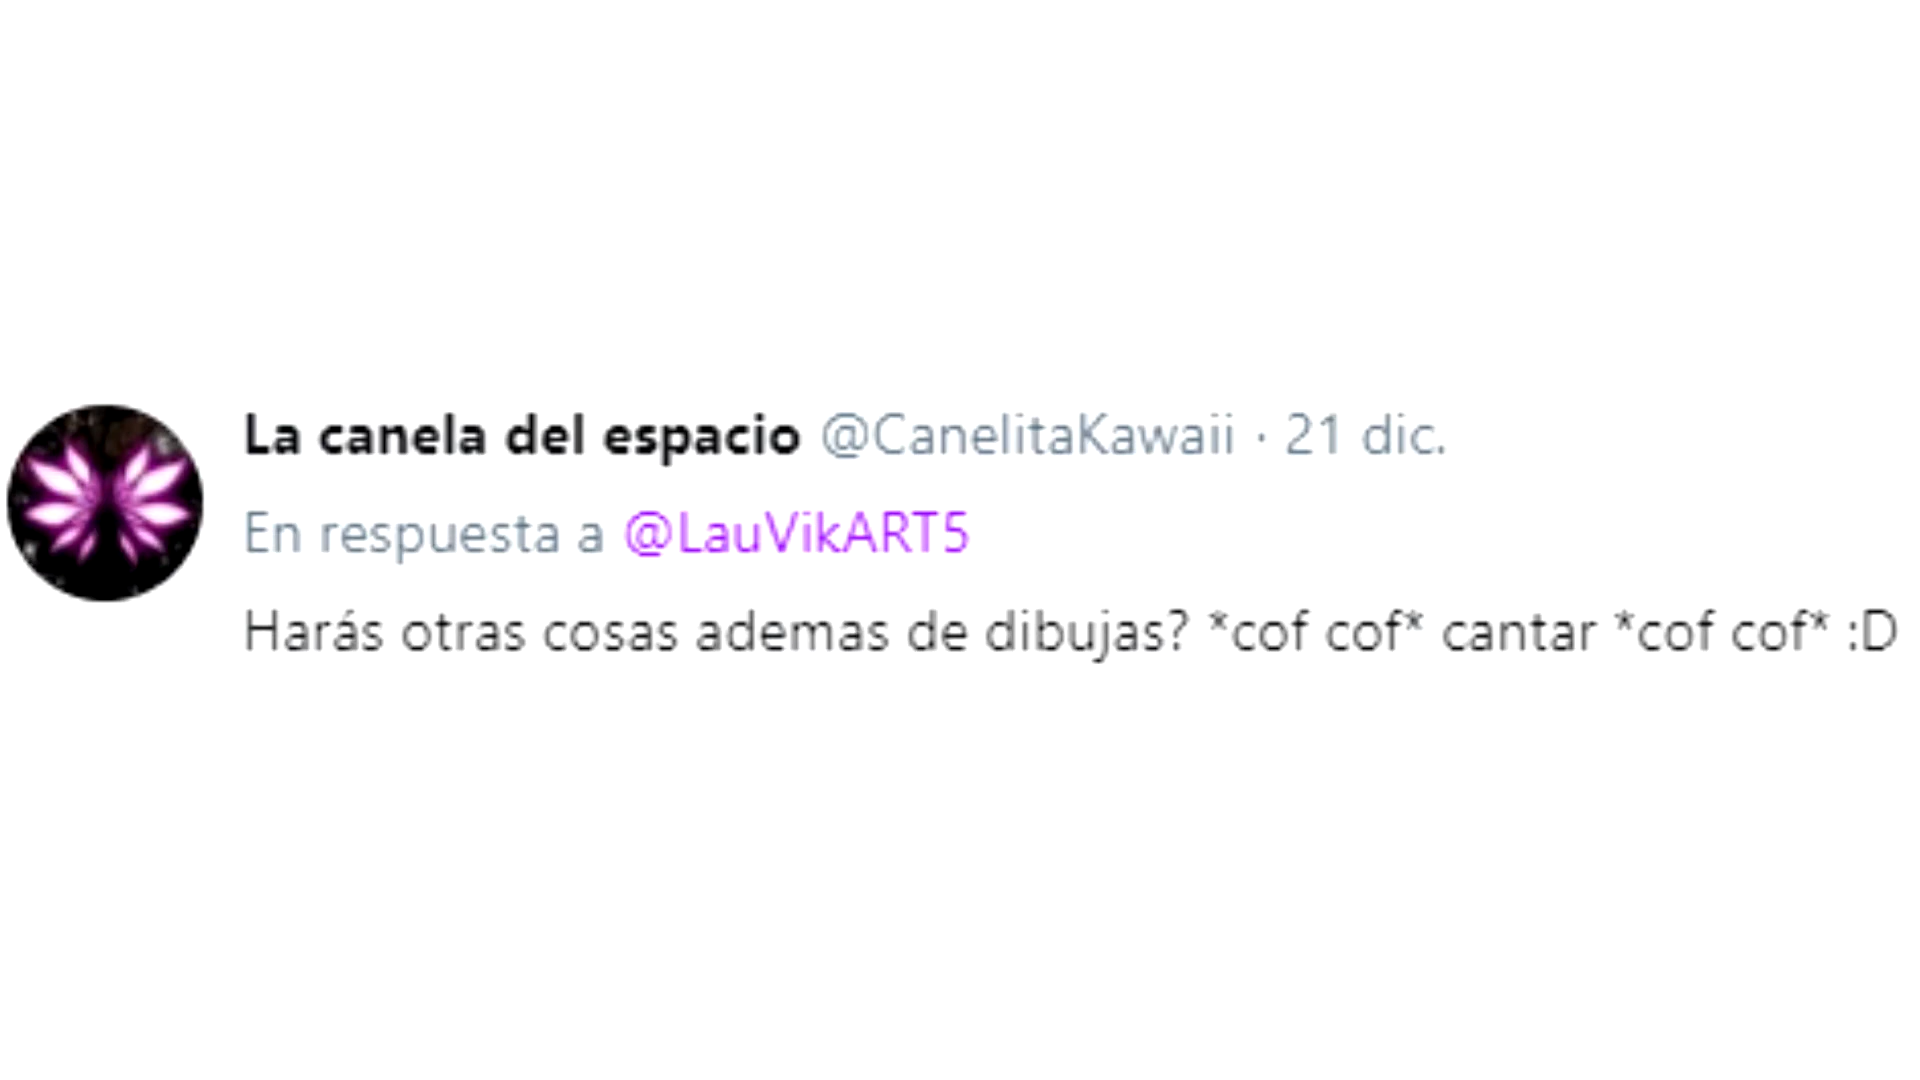 La canela del espacio @CanelitaKawaii · 21 dic.
En respuesta a @LauVikART5
Harás otras cosas ademas de dibujas? *cof cof* cantar *cof cof* :D